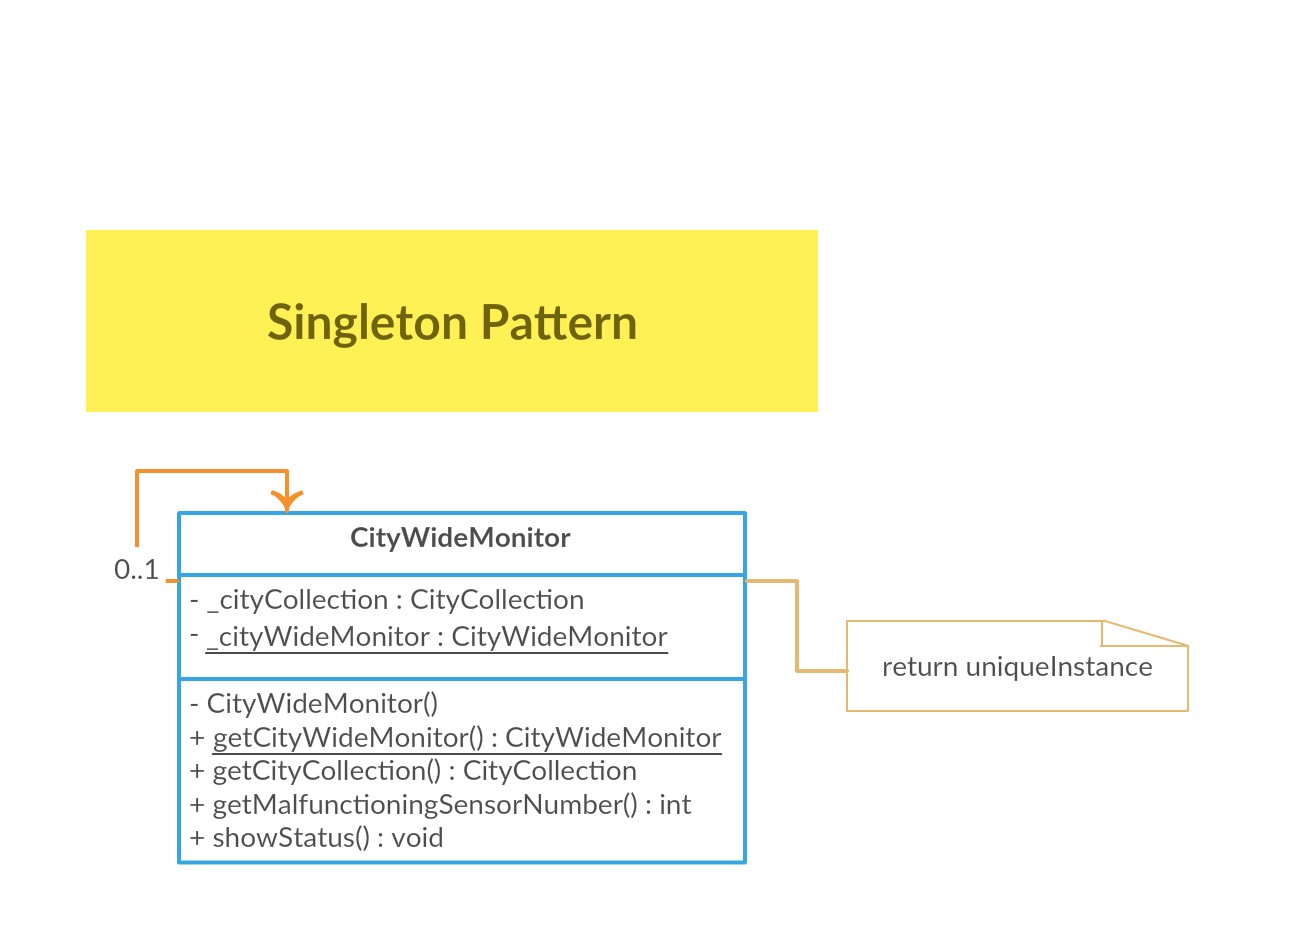 Singleton Pattern
0..1
CityWideMonitor
- _cityCollection : CityCollection
- _cityWideMonitor : CityWideMonitor
- CityWideMonitor()
+ getCityWideMonitor() : CityWideMonitor
+ getCityCollection() : CityCollection
+ getMalfunctioningSensorNumber() : int
+ showStatus() : void
return uniqueInstance